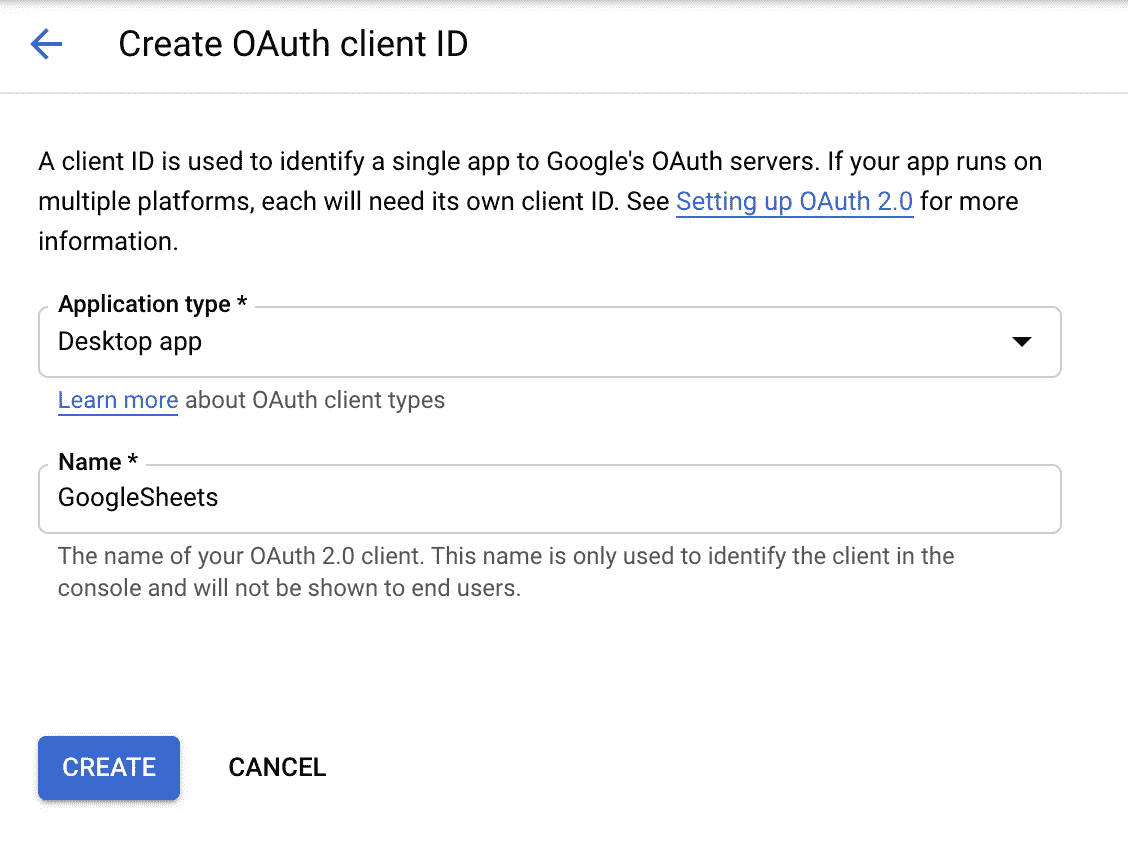 Create OAuth client ID
A client ID is used to identify a single app to Google's OAuth servers. If your app runs on
multiple platforms, each will need its own client ID. See Setting up OAuth 2.0 for more
information.
Application type *
Desktop app
Learn more about OAuth client types
Name *
GoogleSheets
The name of your OAuth 2.0 client. This name is only used to identify the client in the
console and will not be shown to end users.
CREATE CANCEL